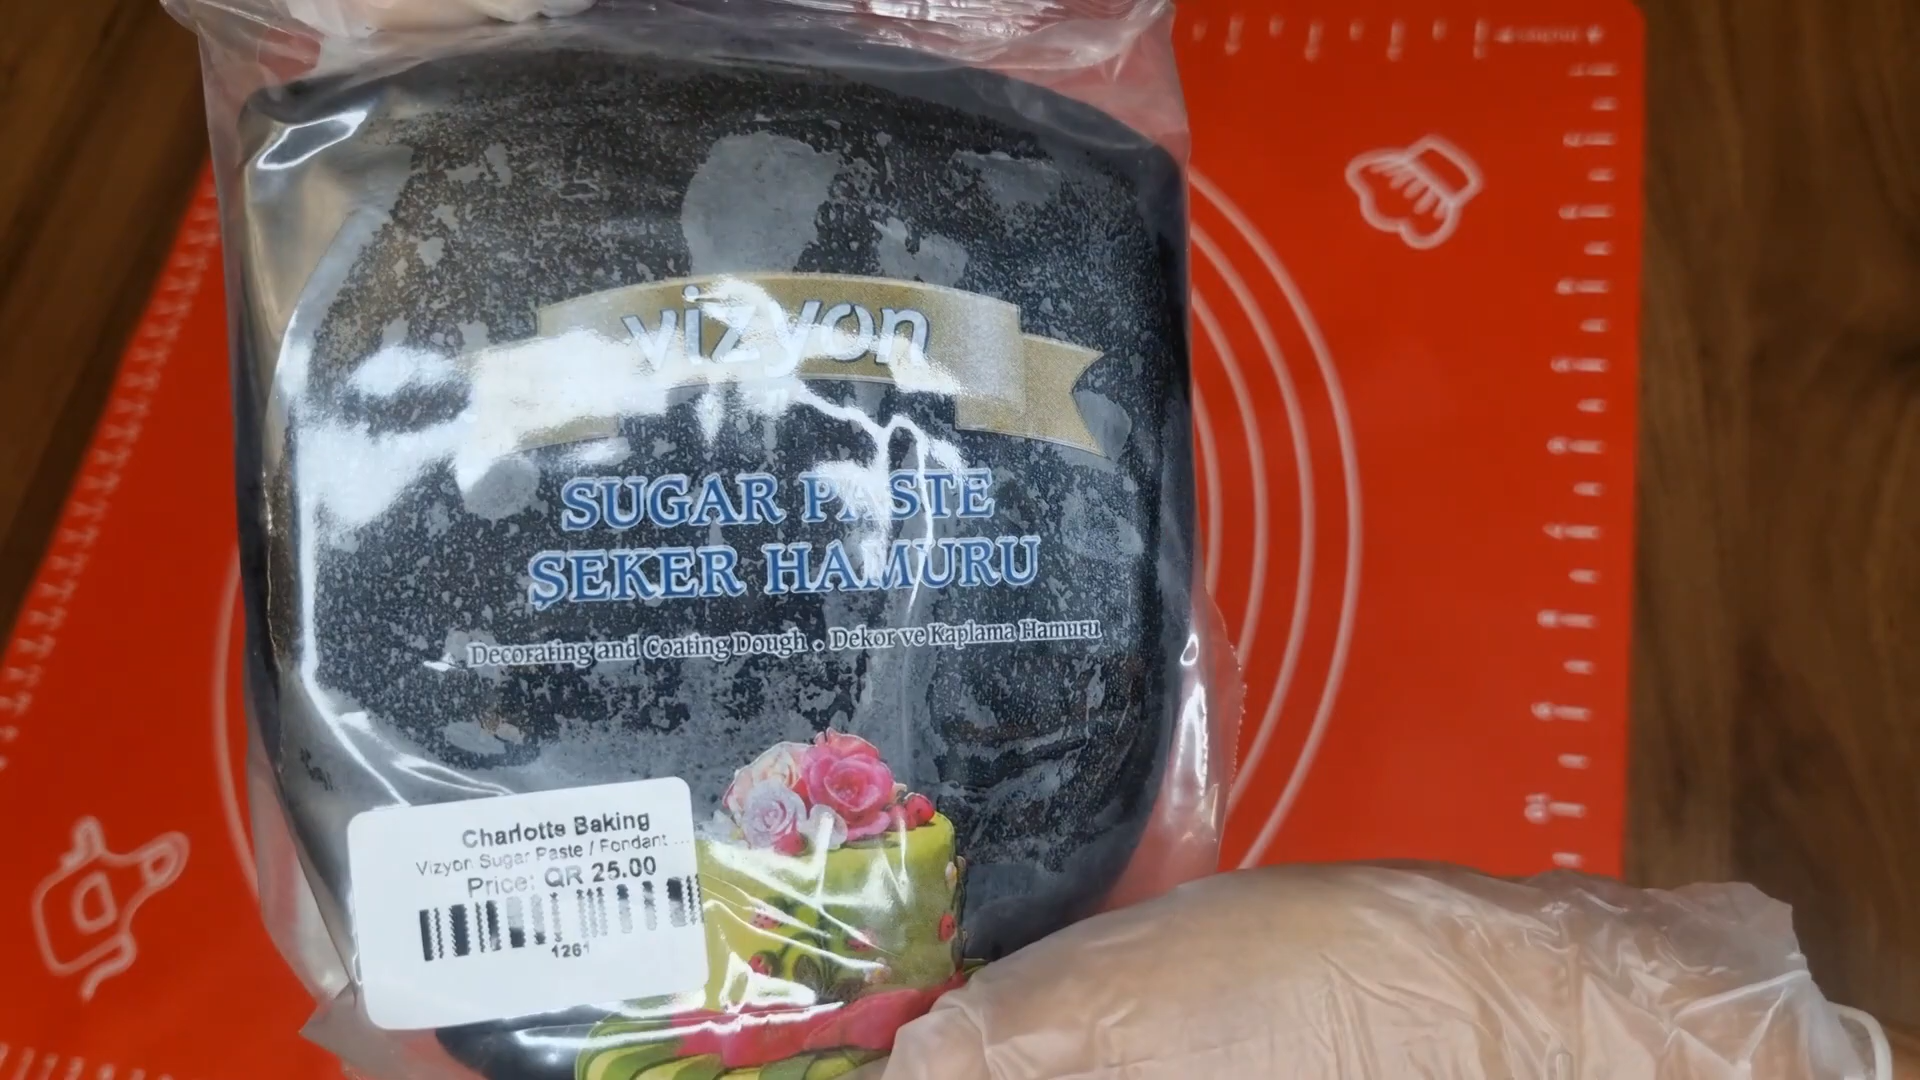 vizyon
SUGAR PASTE
ŞEKER HAMURU
Decorating and Coating Dough . Dekor ve Kaplama Hamuru
Charlotte Baking
Vizyon Sugar Paste / Fondant ...
Price: QR 25.00
1261